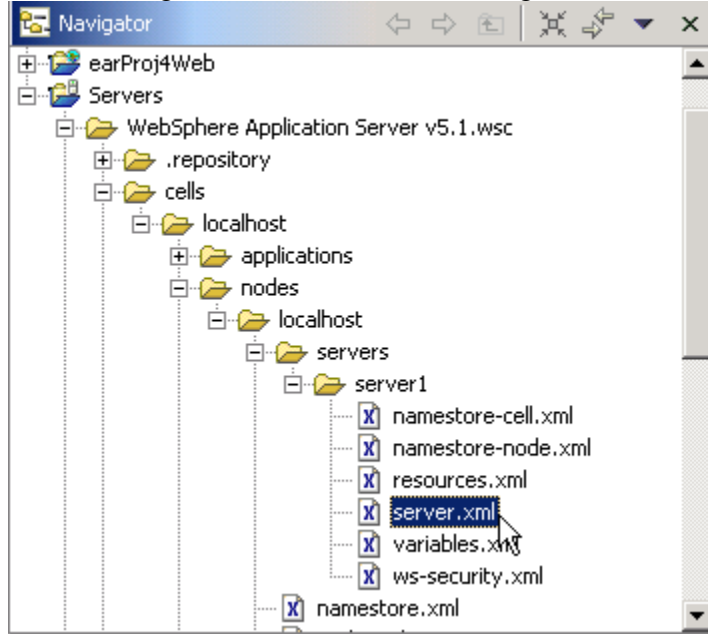 Navigator
earProj4Web
Servers
WebSphere Application Server v5.1.wsc
.repository
cells
localhost
applications
nodes
localhost
servers
server1
namestore-cell.xml
namestore-node.xml
resources.xml
server.xml
variables.xml
ws-security.xml
namestore.xml